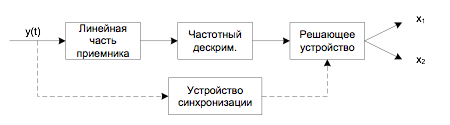 y(t)
Линейная
часть
приемника
Частотный
дескрим.
Решающее
устройство
x₁
x₂
Устройство
синхронизации